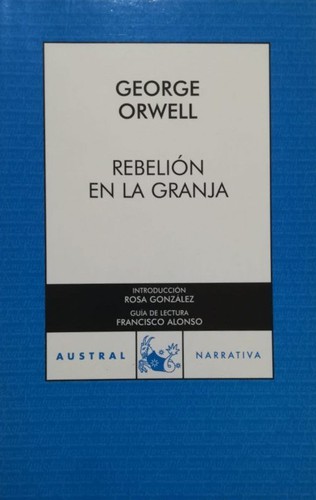 GEORGE
ORWELL
REBELIÓN
EN LA GRANJA
INTRODUCCIÓN
ROSA GONZÁLEZ
GUÍA DE LECTURA
FRANCISCO ALONSO
AUSTRAL NARRATIVA